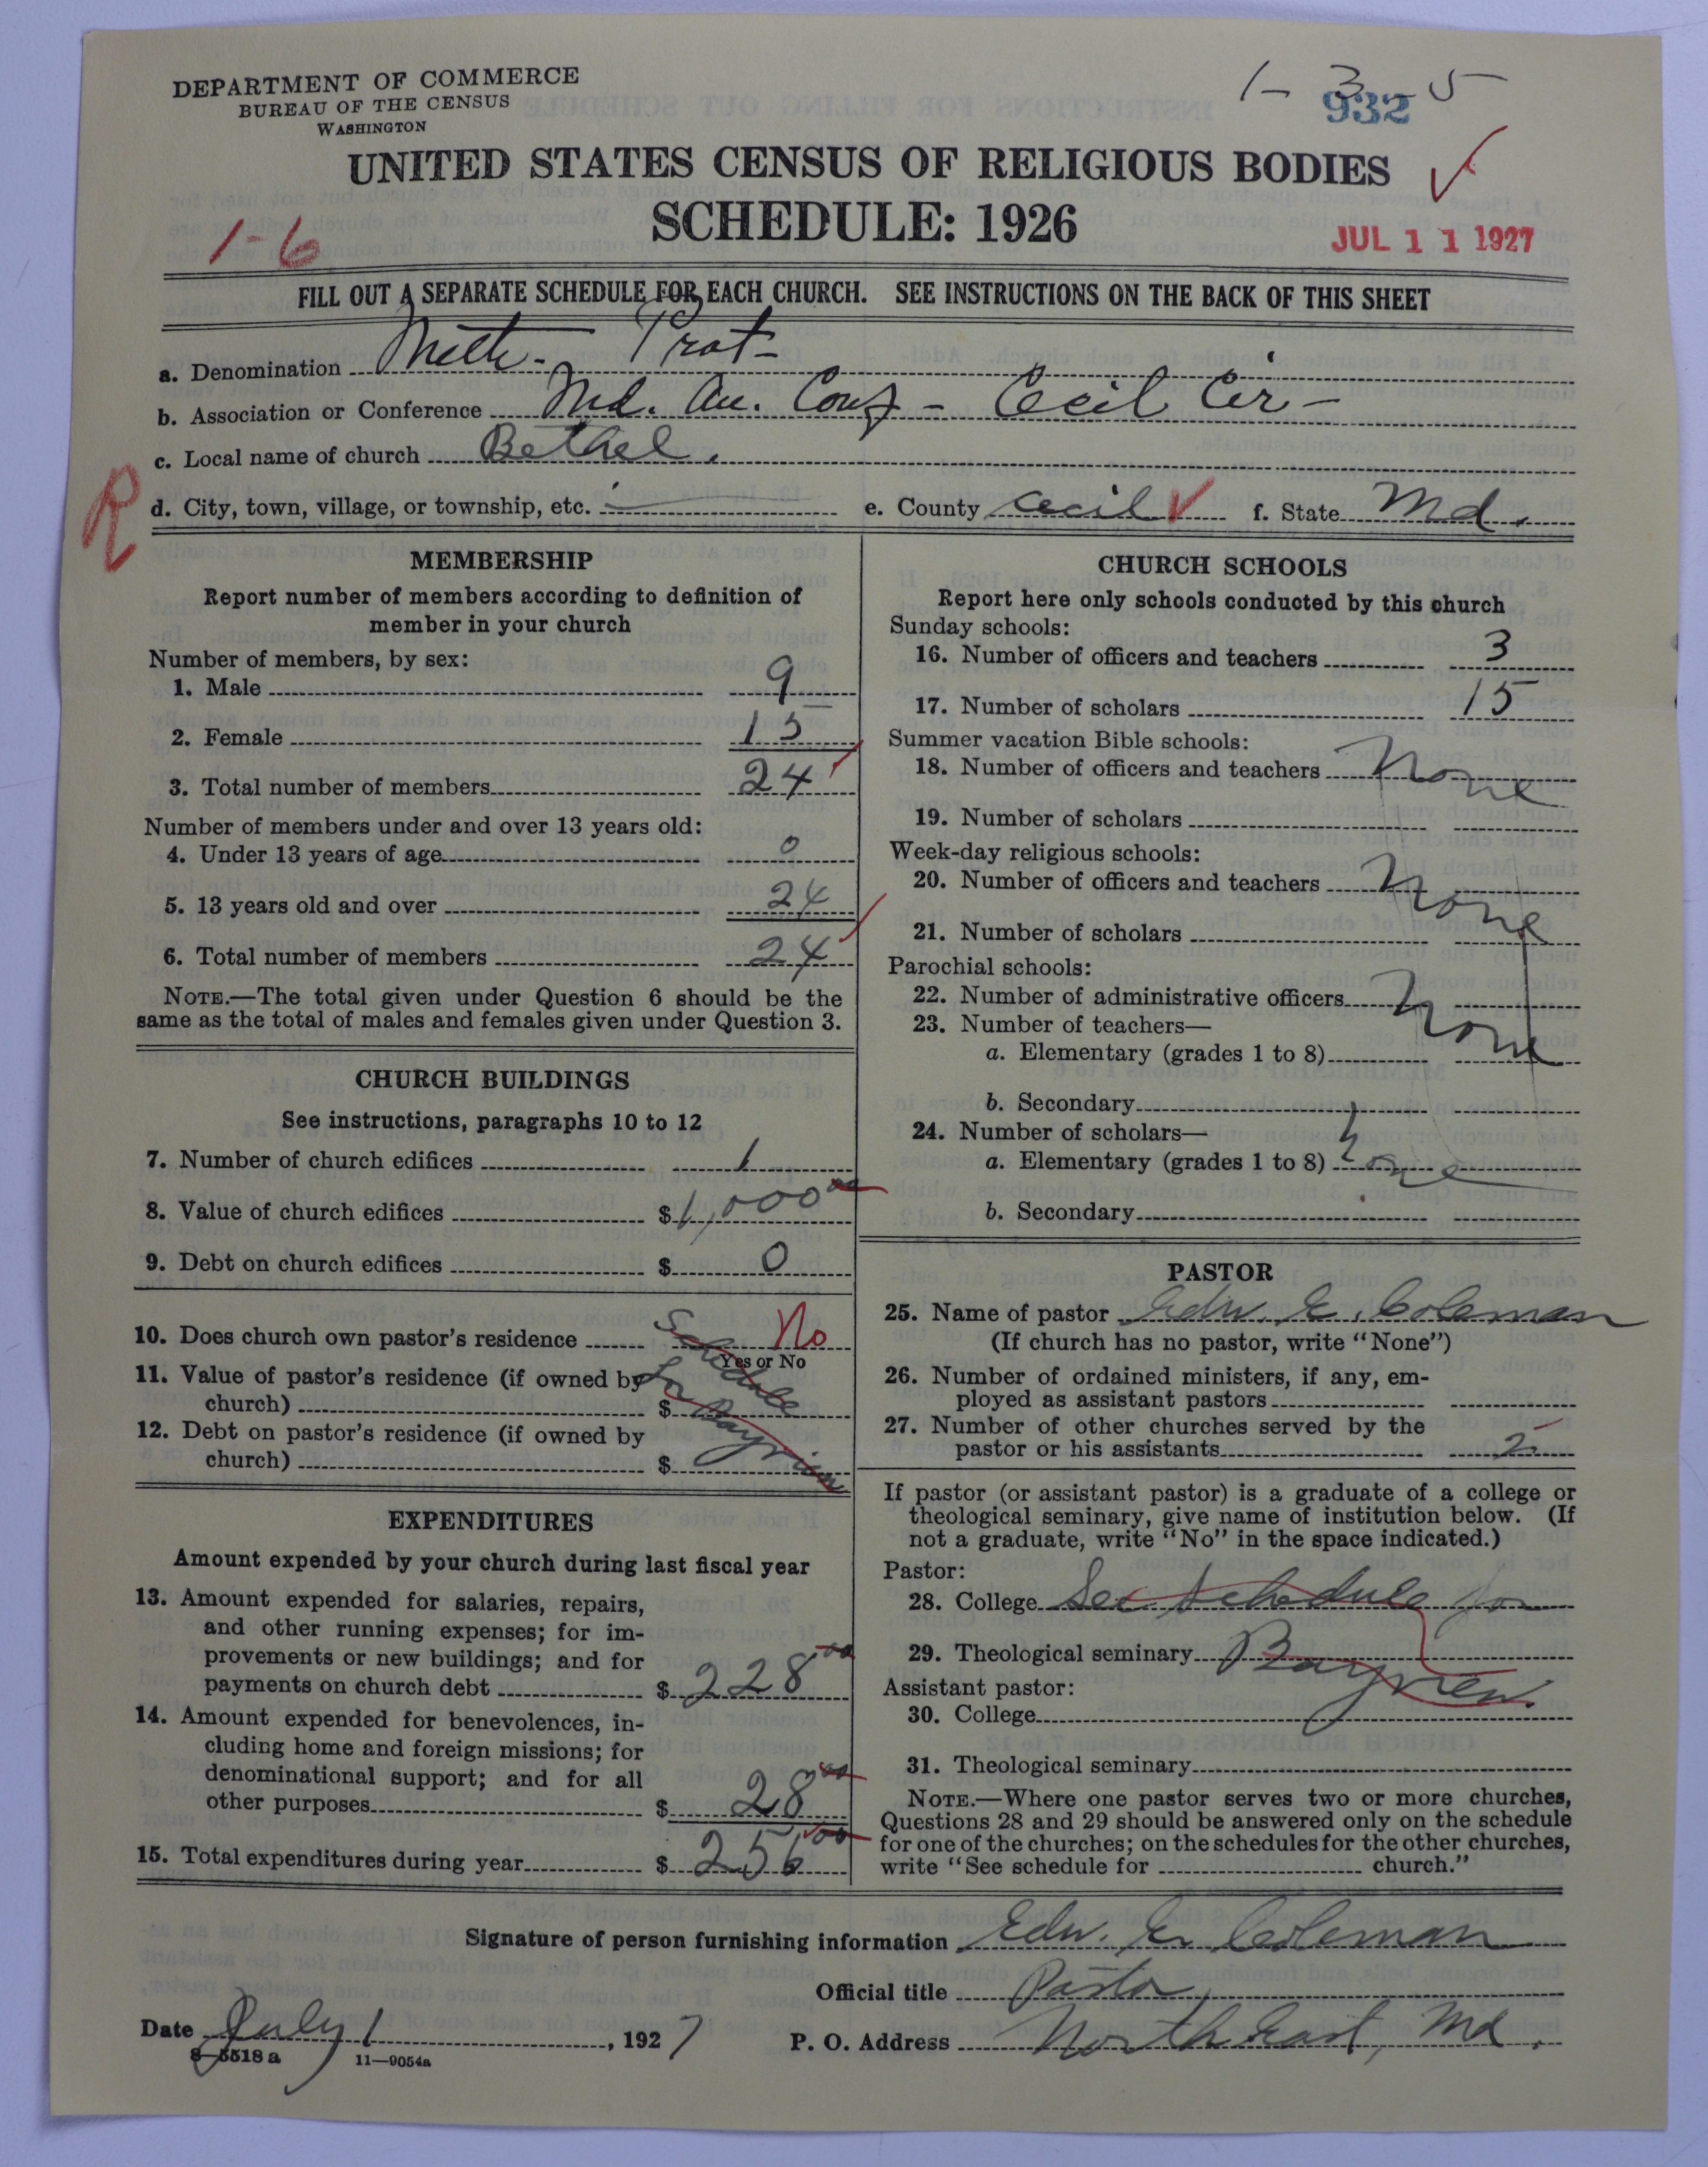 DEPARTMENT OF COMMERCE
BUREAU OF THE CENSUS
WASHINGTON
1-3-5
932
UNITED STATES CENSUS OF RELIGIOUS BODIES
SCHEDULE: 1926
1-6
JUL 11 1927
FILL OUT A SEPARATE SCHEDULE FOR EACH CHURCH. SEE INSTRUCTIONS ON THE BACK OF THIS SHEET
a. Denomination Meth- Prot-
b. Association or Conference Md. An. Conf - Cecil Cir-
c. Local name of church Bethel.
R
d. City, town, village, or township, etc. e. County Cecil f. State Md.
MEMBERSHIP
Report number of members according to definition of
member in your church
Number of members, by sex:
1. Male 9
2. Female 15
3. Total number of members 24
Number of members under and over 13 years old:
4. Under 13 years of age 0
5. 13 years old and over 24
6. Total number of members 24
NOTE.—The total given under Question 6 should be the
same as the total of males and females given under Question 3.
CHURCH BUILDINGS
See instructions, paragraphs 10 to 12
7. Number of church edifices 1
8. Value of church edifices $1,000 00
9. Debt on church edifices $ 0
10. Does church own pastor's residence See Schedule for Bayview No
Yes or No
11. Value of pastor's residence (if owned by
church) $
12. Debt on pastor's residence (if owned by
church) $
EXPENDITURES
Amount expended by your church during last fiscal year
13. Amount expended for salaries, repairs,
and other running expenses; for im-
provements or new buildings; and for
payments on church debt $ 228 00
14. Amount expended for benevolences, in-
cluding home and foreign missions; for
denominational support; and for all
other purposes $ 28 00
15. Total expenditures during year $ 256 00
CHURCH SCHOOLS
Report here only schools conducted by this church
Sunday schools:
16. Number of officers and teachers 3
17. Number of scholars 15
Summer vacation Bible schools:
18. Number of officers and teachers None
19. Number of scholars
Week-day religious schools:
20. Number of officers and teachers None
21. Number of scholars
Parochial schools:
22. Number of administrative officers None
23. Number of teachers—
a. Elementary (grades 1 to 8)
b. Secondary
24. Number of scholars—
a. Elementary (grades 1 to 8) None
b. Secondary
PASTOR
25. Name of pastor Edw. E. Coleman
(If church has no pastor, write "None")
26. Number of ordained ministers, if any, em-
ployed as assistant pastors
27. Number of other churches served by the
pastor or his assistants 2
If pastor (or assistant pastor) is a graduate of a college or
theological seminary, give name of institution below. (If
not a graduate, write "No" in the space indicated.)
Pastor:
28. College See Schedule for
29. Theological seminary Bayview.
Assistant pastor:
30. College
31. Theological seminary
NOTE.—Where one pastor serves two or more churches,
Questions 28 and 29 should be answered only on the schedule
for one of the churches; on the schedules for the other churches,
write "See schedule for church."
Signature of person furnishing information Edw. E. Coleman
Official title Pastor
Date July 1, 1927 P. O. Address North East, Md.
8-5518 a 11-9054a